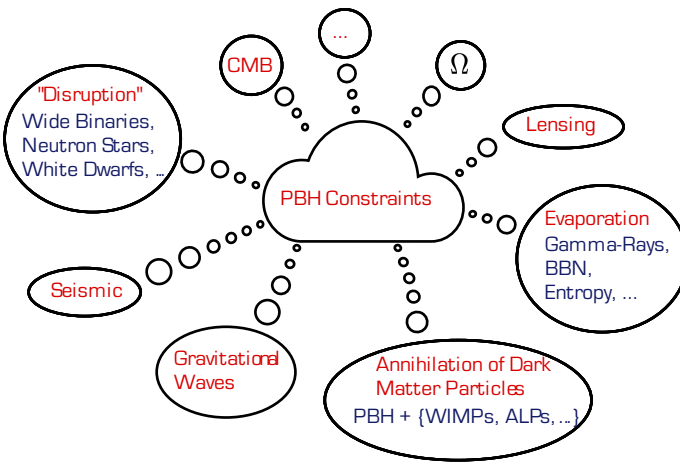 ...
CMB
Ω
"Disruption"
Wide Binaries,
Neutron Stars,
White Dwarfs, ...
Lensing
PBH Constraints
Evaporation
Gamma-Rays,
BBN,
Entropy, ...
Seismic
Gravitational
Waves
Annihilation of Dark
Matter Particles
PBH + {WIMPs, ALPs, ...}